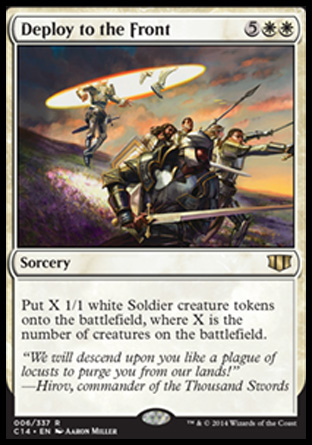 Deploy to the Front 5
Sorcery
Put X 1/1 white Soldier creature tokens
onto the battlefield, where X is the
number of creatures on the battlefield.
“We will descend upon you like a plague of
locusts to purge you from our lands!”
—Hirov, commander of the Thousand Swords
006/337 R
C14 • EN Aaron Miller ™ & © 2014 Wizards of the Coast